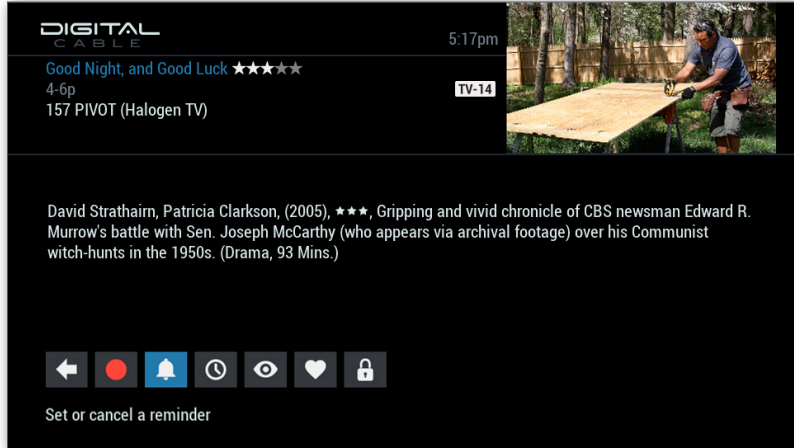 DIGITAL
CABLE
5:17pm
Good Night, and Good Luck ★★★★★
4-6p
TV-14
157 PIVOT (Halogen TV)
David Strathairn, Patricia Clarkson, (2005), ★★★, Gripping and vivid chronicle of CBS newsman Edward R.
Murrow's battle with Sen. Joseph McCarthy (who appears via archival footage) over his Communist
witch-hunts in the 1950s. (Drama, 93 Mins.)
Set or cancel a reminder